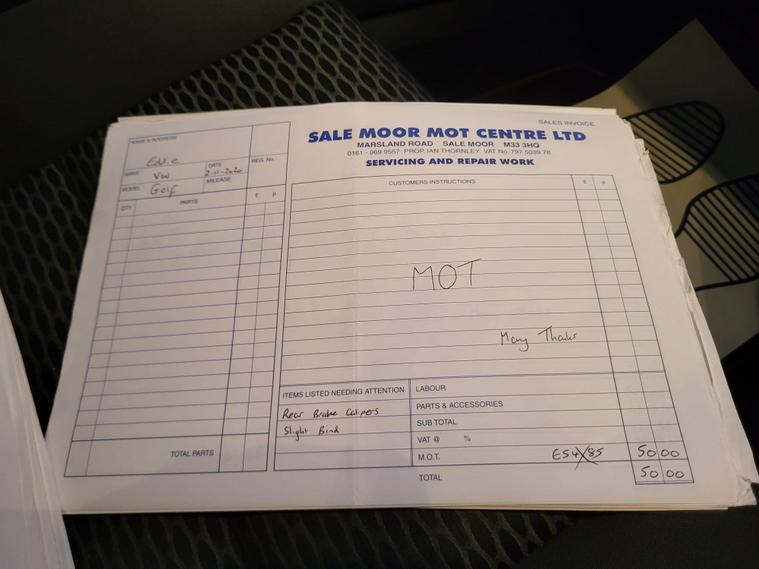 SALES INVOICE
SALE MOOR MOT CENTRE LTD
MARSLAND ROAD SALE MOOR M33 3HQ
0161 - 969 9557 PROP. IAN THORNLEY VAT No. 797 5039 78
SERVICING AND REPAIR WORK
NAME & ADDRESS
Eddie
MAKE VW DATE 2-11-2020 REG. No.
MODEL Golf MILEAGE
QTY PARTS £ P
TOTAL PARTS
CUSTOMERS INSTRUCTIONS £ P
MOT
Many Thanks
ITEMS LISTED NEEDING ATTENTION
Rear Brake Calipers
Slight Bind
LABOUR
PARTS & ACCESSORIES
SUB TOTAL
VAT @ %
M.O.T. £54/85 50 00
TOTAL 50 00